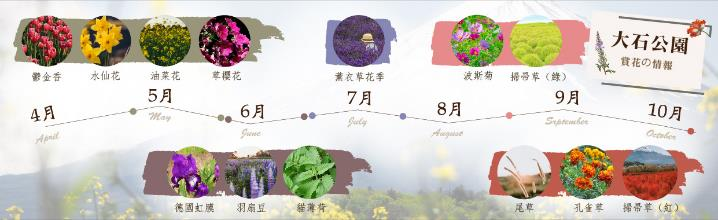 大石公園
賞花の情報
鬱金香
水仙花
油菜花
草櫻花
薰衣草花季
波斯菊
掃帚草（綠）
4月
April
5月
May
6月
June
7月
July
8月
August
9月
September
10月
October
德國虹膜
羽扇豆
貓薄荷
尾草
孔雀草
掃帚草（紅）